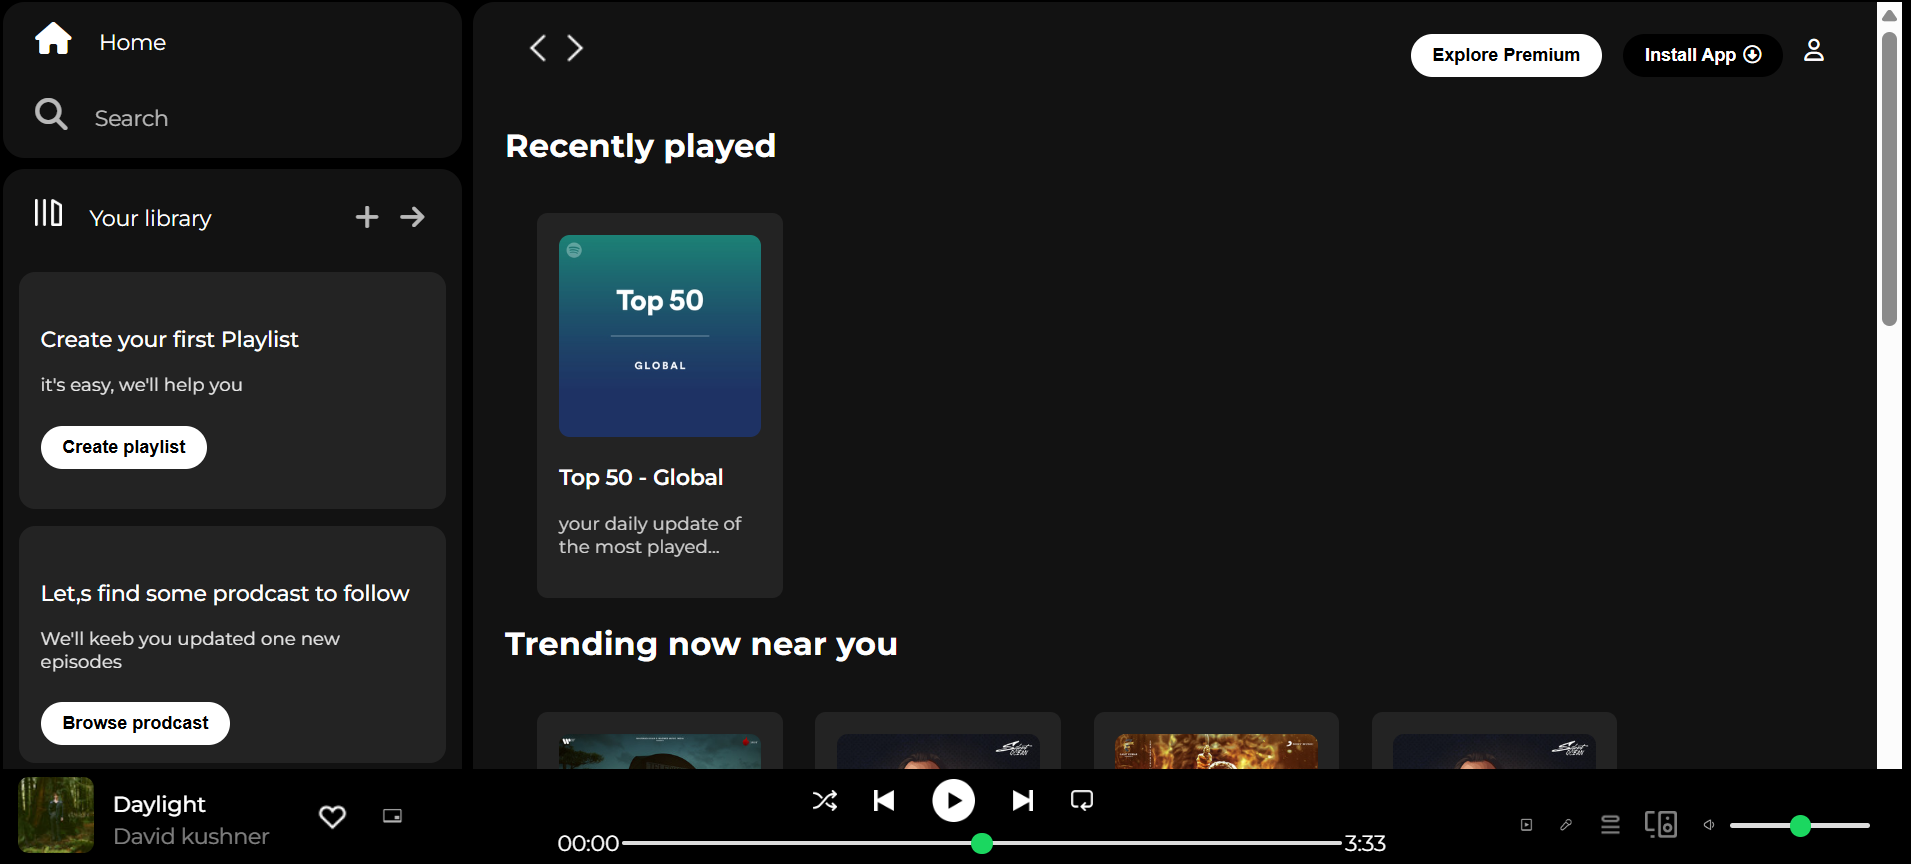 Home
Search
Your library
Create your first Playlist
it's easy, we'll help you
Create playlist
Let,s find some prodcast to follow
We'll keeb you updated one new
episodes
Browse prodcast
Explore Premium
Install App
Recently played
Top 50
GLOBAL
Top 50 - Global
your daily update of
the most played...
Trending now near you
Daylight
David kushner
00:00
3:33